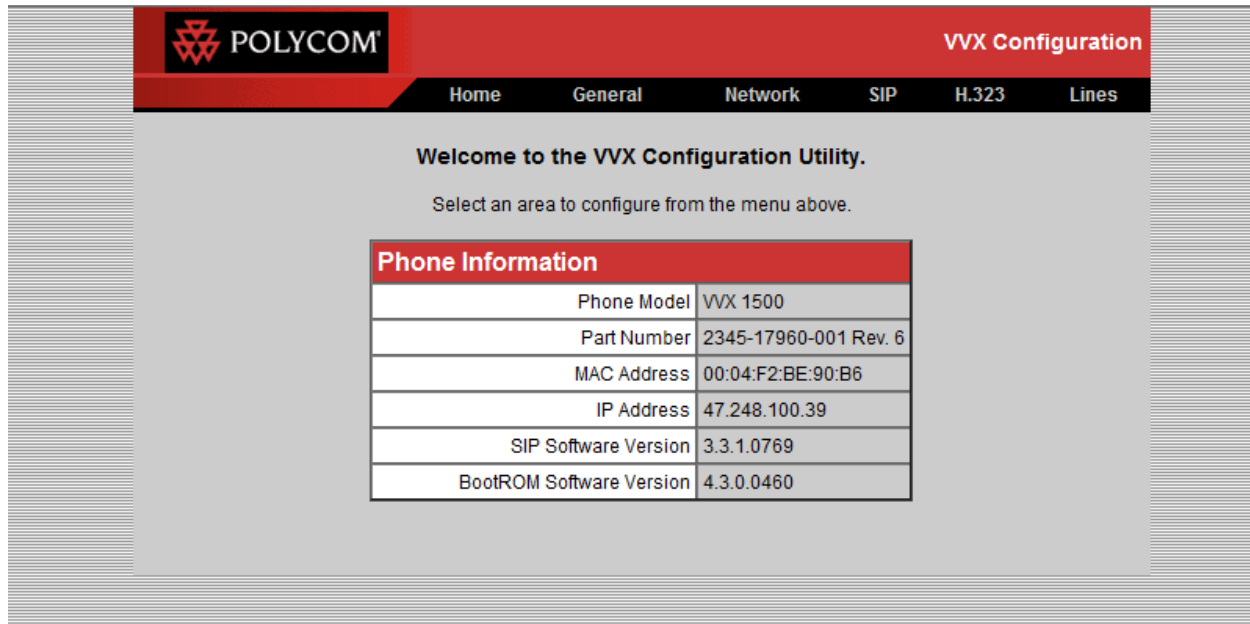 POLYCOM®
VVX Configuration
Home General Network SIP H.323 Lines
Welcome to the VVX Configuration Utility.
Select an area to configure from the menu above.
Phone Information
Phone Model VVX 1500
Part Number 2345-17960-001 Rev. 6
MAC Address 00:04:F2:BE:90:B6
IP Address 47.248.100.39
SIP Software Version 3.3.1.0769
BootROM Software Version 4.3.0.0460